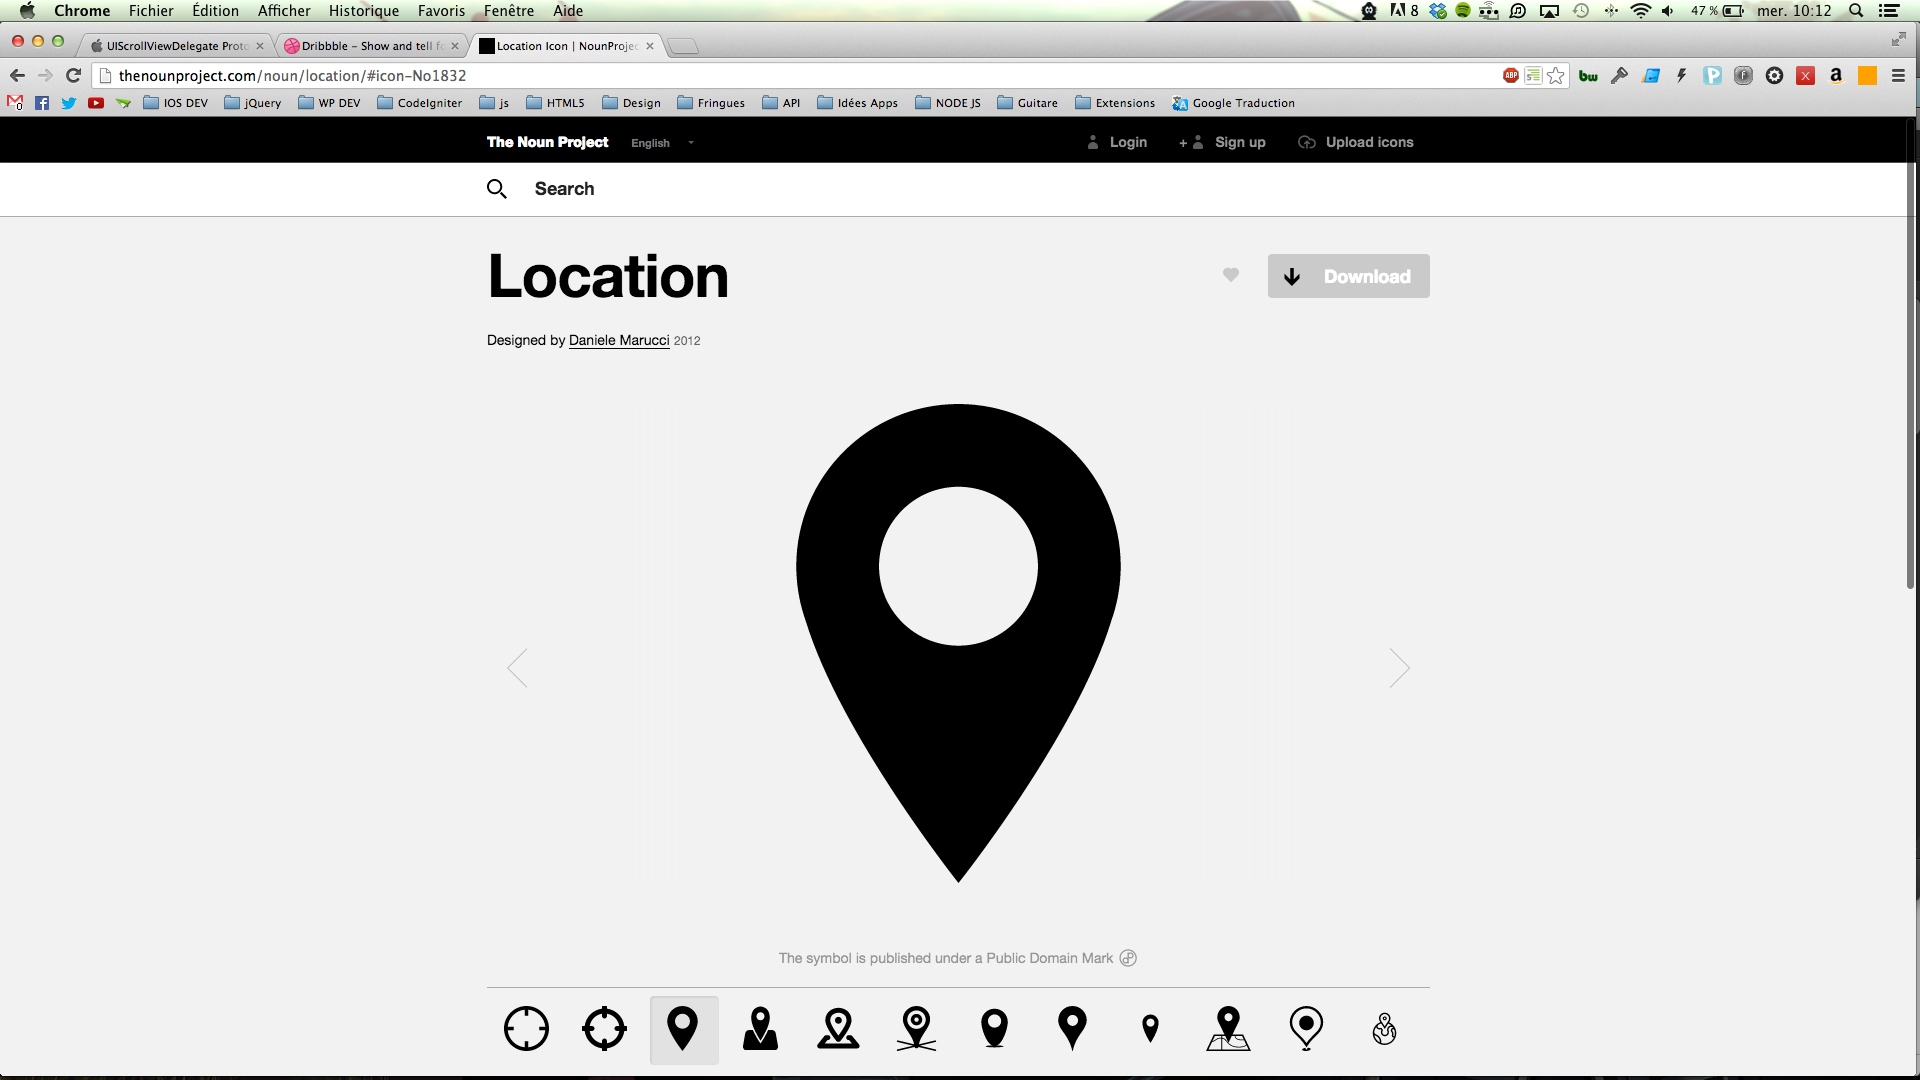 Chrome Fichier Édition Afficher Historique Favoris Fenêtre Aide 8 47 % mer. 10:12
UIScrollViewDelegate Proto Dribbble – Show and tell fo Location Icon | NounProjec
thenounproject.com/noun/location/#icon-No1832 ABP bw
IOS DEV jQuery WP DEV CodeIgniter js HTML5 Design Fringues API Idées Apps NODE JS Guitare Extensions Google Traduction
The Noun Project English Login + Sign up Upload icons
Search
Location
Download
Designed by Daniele Marucci 2012
The symbol is published under a Public Domain Mark